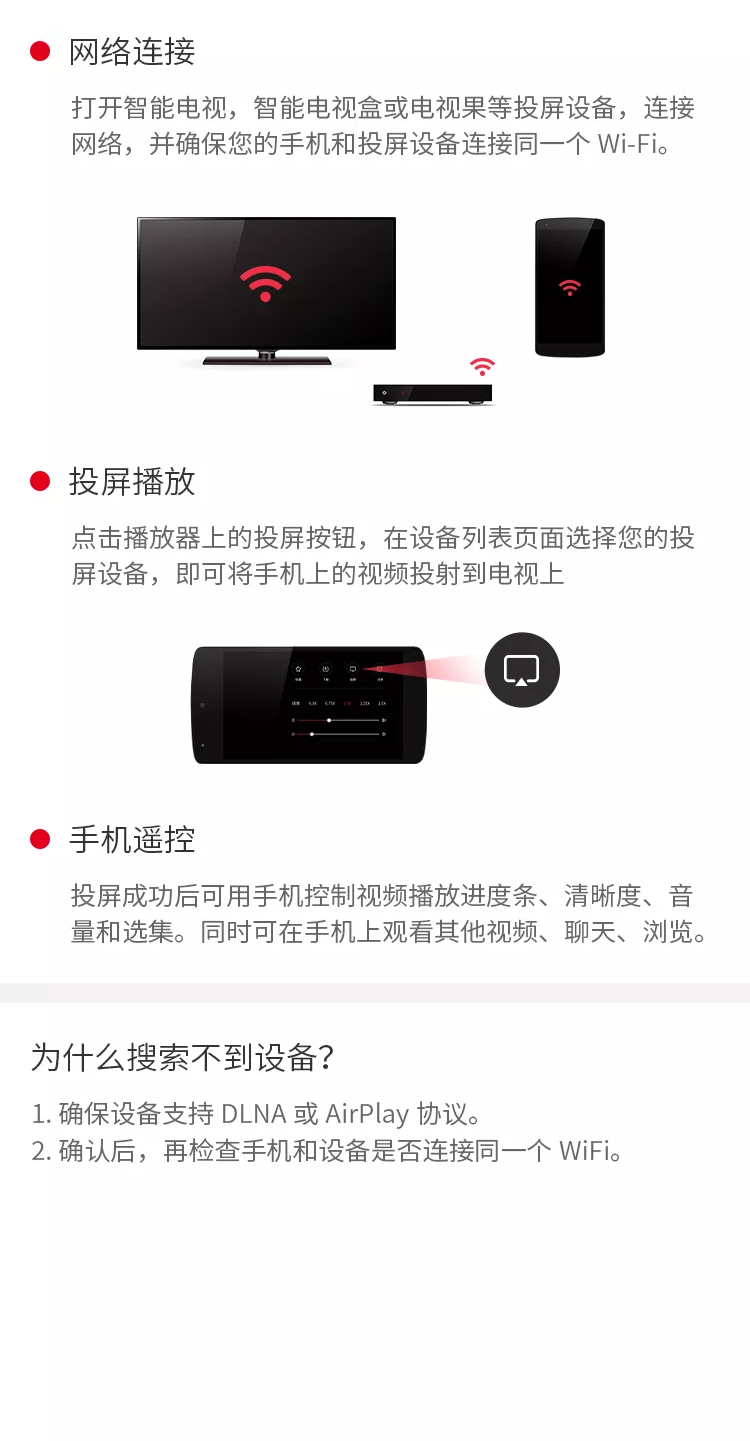 网络连接
打开智能电视，智能电视盒或电视果等投屏设备，连接
网络，并确保您的手机和投屏设备连接同一个 Wi-Fi。
投屏播放
点击播放器上的投屏按钮，在设备列表页面选择您的投
屏设备，即可将手机上的视频投射到电视上
手机遥控
投屏成功后可用手机控制视频播放进度条、清晰度、音
量和选集。同时可在手机上观看其他视频、聊天、浏览。
为什么搜索不到设备？
1. 确保设备支持 DLNA 或 AirPlay 协议。
2. 确认后，再检查手机和设备是否连接同一个 WiFi。